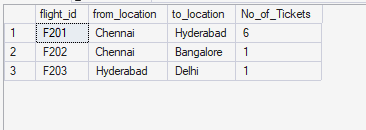 flight_id from_location to_location No_of_Tickets
1 F201 Chennai Hyderabad 6
2 F202 Chennai Bangalore 1
3 F203 Hyderabad Delhi 1